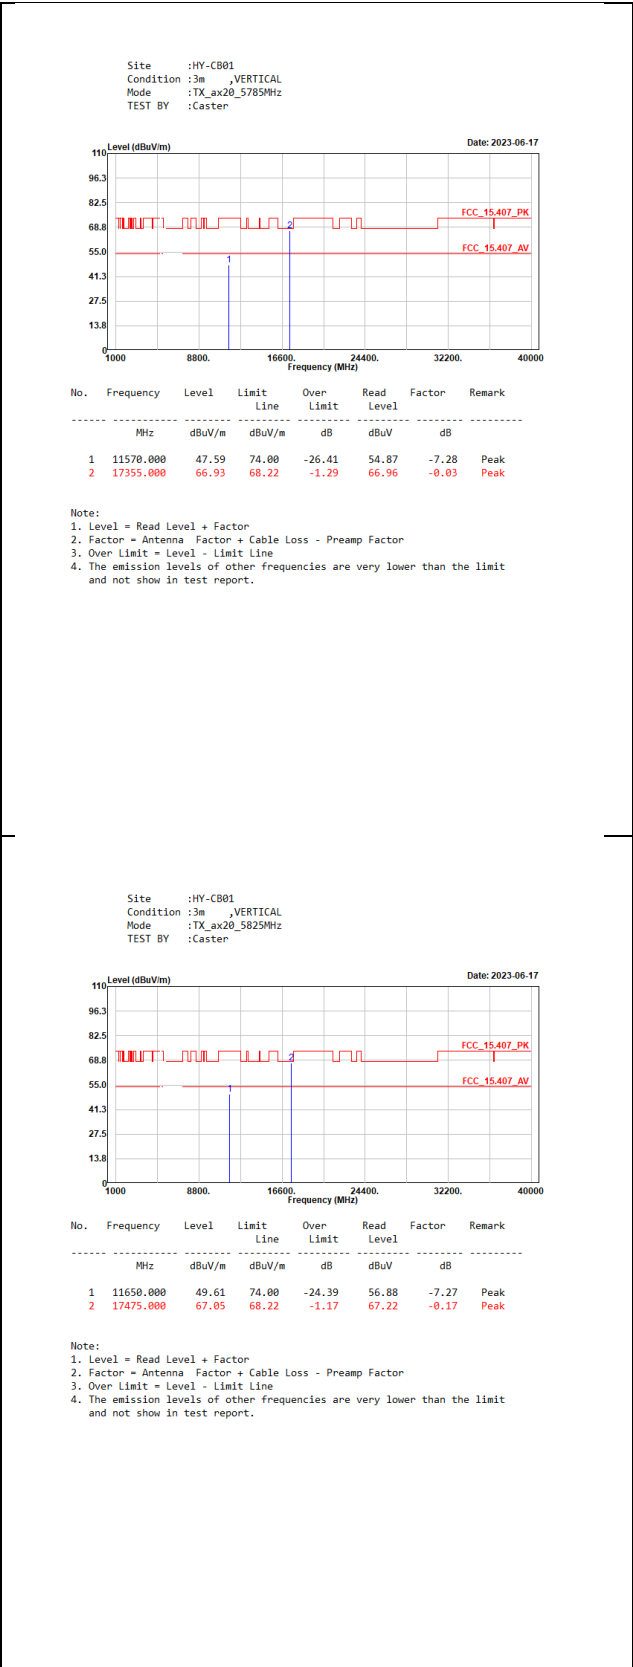 Site      :HY-CB01
Condition :3m    ,VERTICAL
Mode      :TX_ax20_5785MHz
TEST BY   :Caster
Level (dBuV/m)
Date: 2023-06-17
110
96.3
82.5
FCC_15.407_PK
68.8
2
55.0
FCC_15.407_AV
1
41.3
27.5
13.8
0
1000 8800. 16600. 24400. 32200. 40000
Frequency (MHz)
No. Frequency Level Limit Over Read Factor Remark
Line Limit Level
------ ----------- -------- --------- --------- -------- -------- ---------
MHz dBuV/m dBuV/m dB dBuV dB
1 11570.000 47.59 74.00 -26.41 54.87 -7.28 Peak
2 17355.000 66.93 68.22 -1.29 66.96 -0.03 Peak
Note:
1. Level = Read Level + Factor
2. Factor = Antenna  Factor + Cable Loss - Preamp Factor
3. Over Limit = Level - Limit Line
4. The emission levels of other frequencies are very lower than the limit
and not show in test report.
Site      :HY-CB01
Condition :3m    ,VERTICAL
Mode      :TX_ax20_5825MHz
TEST BY   :Caster
Level (dBuV/m)
Date: 2023-06-17
110
96.3
82.5
FCC_15.407_PK
68.8
2
55.0
FCC_15.407_AV
1
41.3
27.5
13.8
0
1000 8800. 16600. 24400. 32200. 40000
Frequency (MHz)
No. Frequency Level Limit Over Read Factor Remark
Line Limit Level
------ ----------- -------- --------- --------- -------- -------- ---------
MHz dBuV/m dBuV/m dB dBuV dB
1 11650.000 49.61 74.00 -24.39 56.88 -7.27 Peak
2 17475.000 67.05 68.22 -1.17 67.22 -0.17 Peak
Note:
1. Level = Read Level + Factor
2. Factor = Antenna  Factor + Cable Loss - Preamp Factor
3. Over Limit = Level - Limit Line
4. The emission levels of other frequencies are very lower than the limit
and not show in test report.